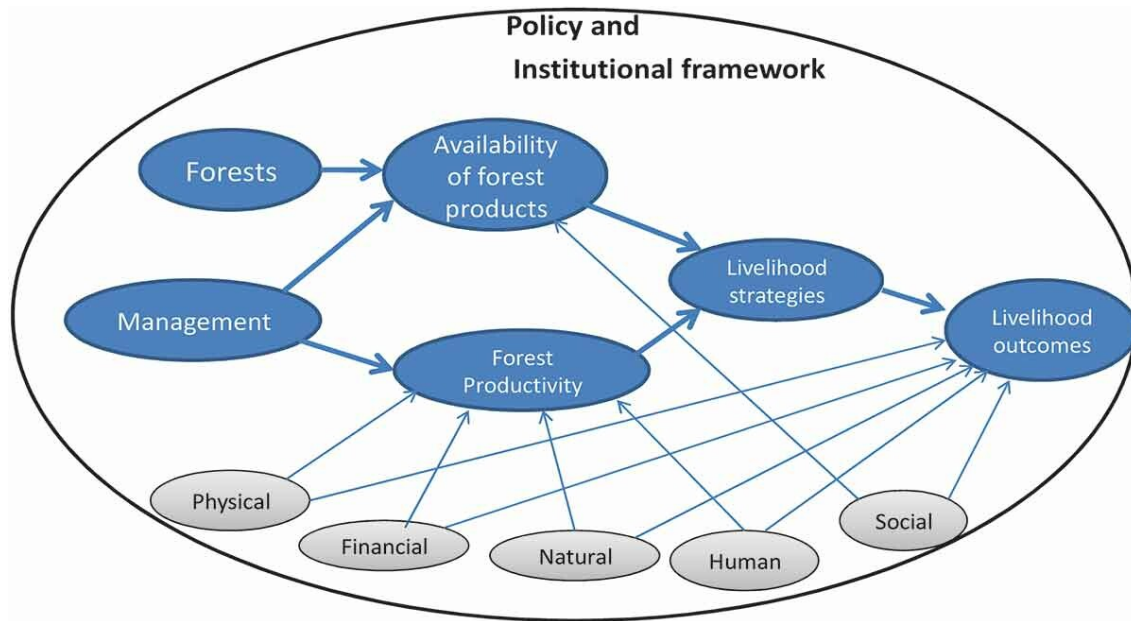 Policy and
Institutional framework
Forests
Availability
of forest
products
Management
Livelihood
strategies
Forest
Productivity
Livelihood
outcomes
Physical
Financial
Natural
Human
Social